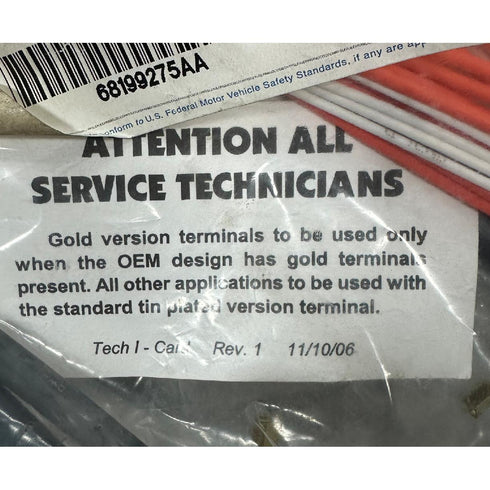 68199275AA
conform to U.S. Federal Motor Vehicle Safety Standards, if any are
ATTENTION ALL
SERVICE TECHNICIANS
Gold version terminals to be used only
when the OEM design has gold terminals
present. All other applications to be used with
the standard tin plated version terminal.
Tech I - Card Rev. 1 11/10/06